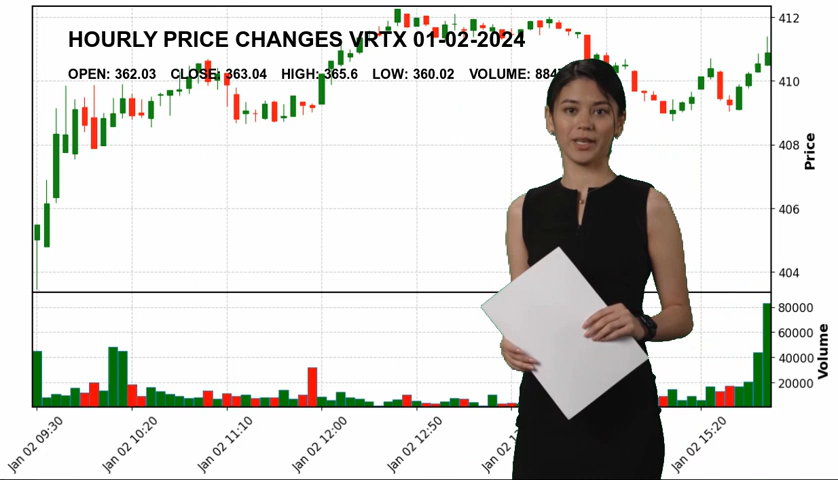 HOURLY PRICE CHANGES VRTX 01-02-2024
OPEN: 362.03 CLOSE: 363.04 HIGH: 365.6 LOW: 360.02 VOLUME:
412
410
408
406
404
Price
80000
60000
40000
20000
Volume
Jan 02 09:30
Jan 02 10:20
Jan 02 11:10
Jan 02 12:00
Jan 02 12:50
Jan 02
Jan 02 15:20